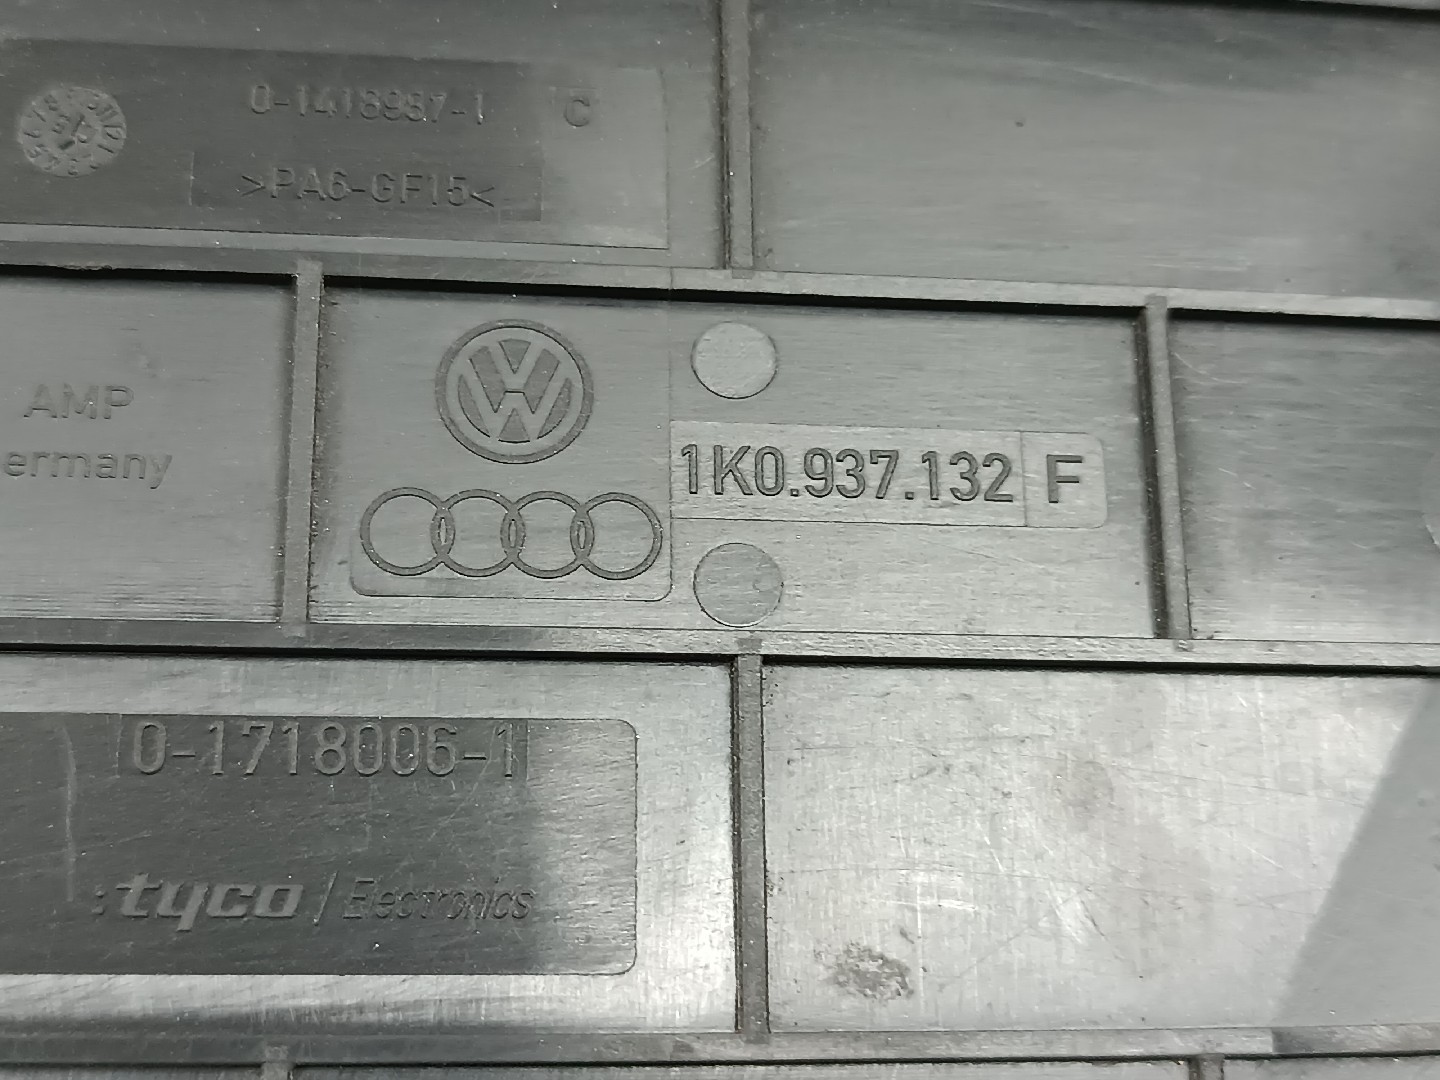 0-1418987-1 C
>PA6-GF15<
AMP
ermany
1K0.937.132 F
0-1718006-1
:tyco / Electronics